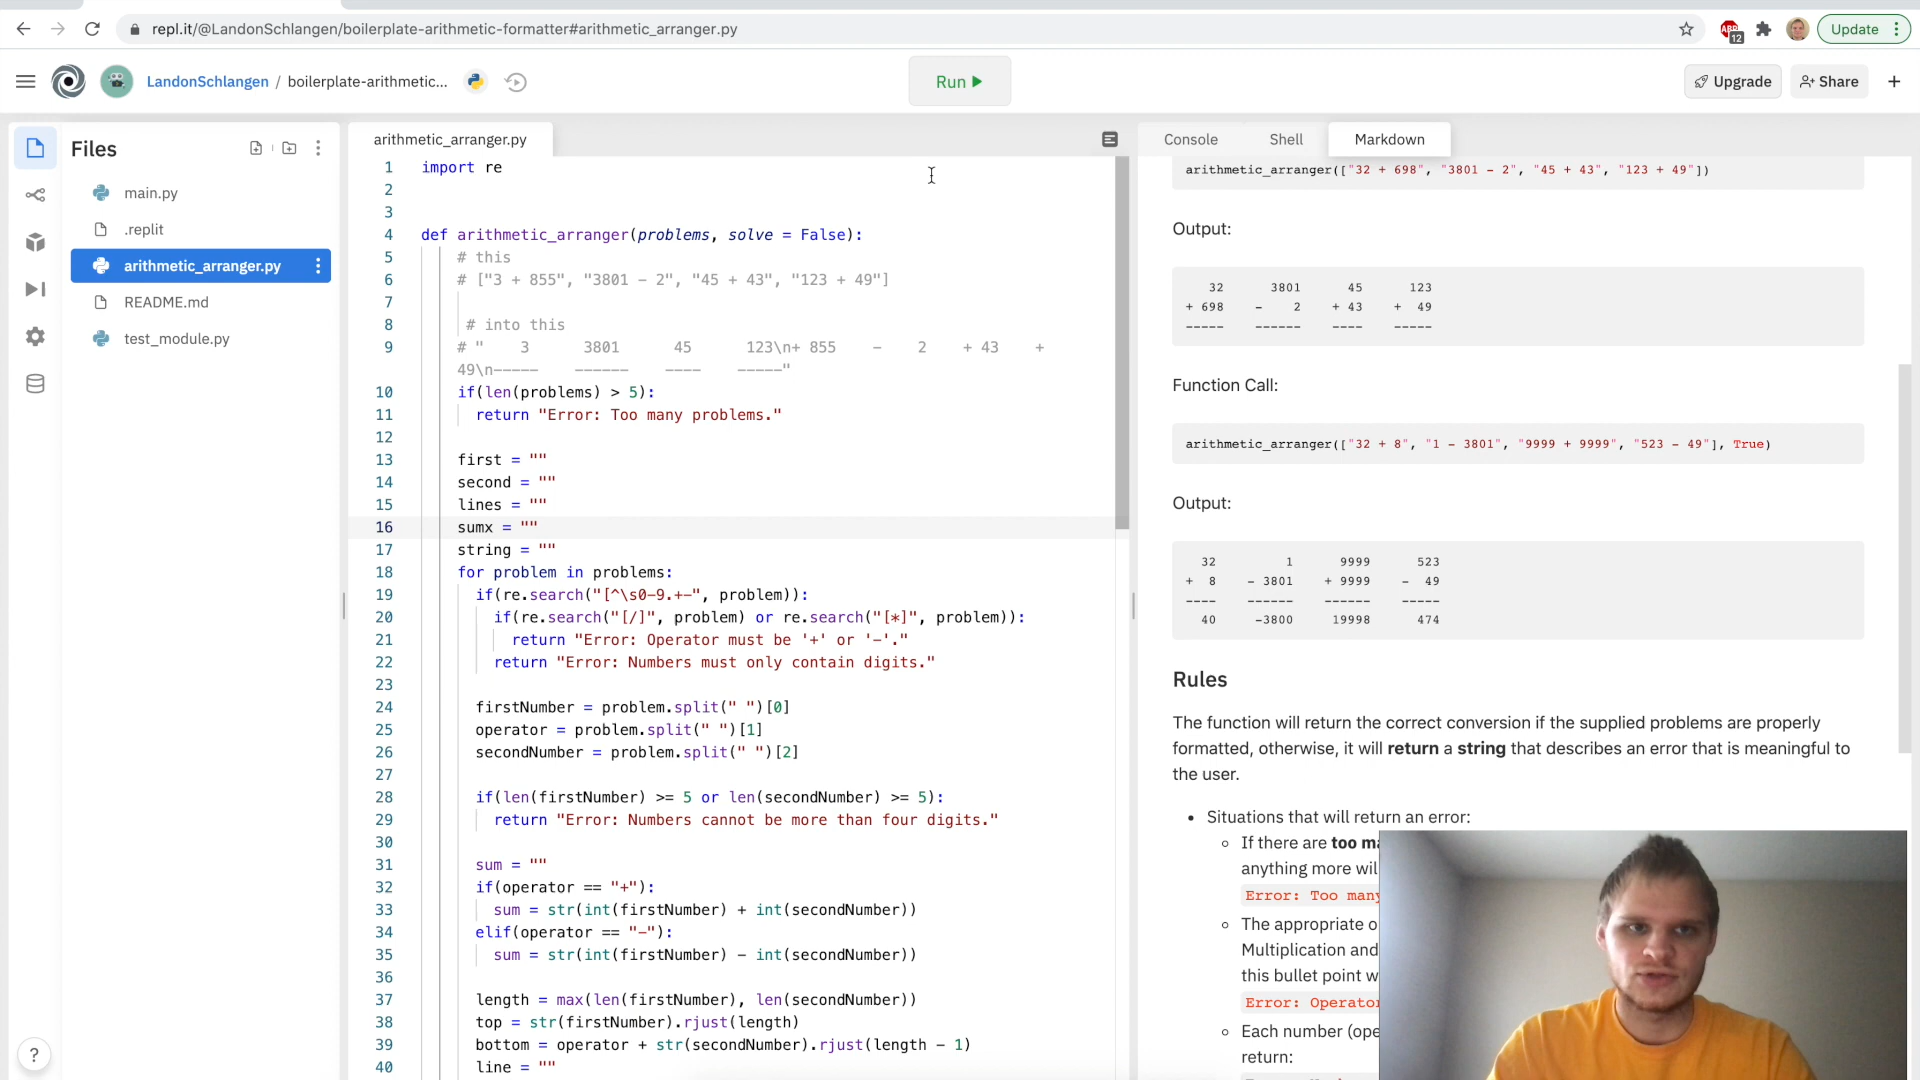 repl.it/@LandonSchlangen/boilerplate-arithmetic-formatter#arithmetic_arranger.py
ABP
12
Update
LandonSchlangen / boilerplate-arithmetic...
Run
Upgrade
Share
+
Files
main.py
.replit
arithmetic_arranger.py
README.md
test_module.py
?
arithmetic_arranger.py
1 import re
2
3
4 def arithmetic_arranger(problems, solve = False):
5 # this
6 # ["3 + 855", "3801 - 2", "45 + 43", "123 + 49"]
7
8 # into this
9 # "    3      3801      45      123\n+ 855    -    2    + 43    +
49\n-----    ------    ----    -----"
10 if(len(problems) > 5):
11 return "Error: Too many problems."
12
13 first = ""
14 second = ""
15 lines = ""
16 sumx = ""
17 string = ""
18 for problem in problems:
19 if(re.search("[^\s0-9.+-", problem)):
20 if(re.search("[/]", problem) or re.search("[*]", problem)):
21 return "Error: Operator must be '+' or '-'."
22 return "Error: Numbers must only contain digits."
23
24 firstNumber = problem.split(" ")[0]
25 operator = problem.split(" ")[1]
26 secondNumber = problem.split(" ")[2]
27
28 if(len(firstNumber) >= 5 or len(secondNumber) >= 5):
29 return "Error: Numbers cannot be more than four digits."
30
31 sum = ""
32 if(operator == "+"):
33 sum = str(int(firstNumber) + int(secondNumber))
34 elif(operator == "-"):
35 sum = str(int(firstNumber) - int(secondNumber))
36
37 length = max(len(firstNumber), len(secondNumber))
38 top = str(firstNumber).rjust(length)
39 bottom = operator + str(secondNumber).rjust(length - 1)
40 line = ""
Console Shell Markdown
arithmetic_arranger(["32 + 698", "3801 - 2", "45 + 43", "123 + 49"])
Output:
   32      3801      45      123
+ 698    -    2    + 43    +  49
-----    ------    ----    -----
Function Call:
arithmetic_arranger(["32 + 8", "1 - 3801", "9999 + 9999", "523 - 49"], True)
Output:
  32         1      9999      523
+  8    - 3801    + 9999    -  49
----    ------    ------    -----
  40     -3800     19998      474
Rules
The function will return the correct conversion if the supplied problems are properly
formatted, otherwise, it will return a string that describes an error that is meaningful to
the user.
• Situations that will return an error:
If there are too
anything more wil
Error: Too many
The appropriate o
Multiplication and
this bullet point w
Error: Operator
Each number (ope
return: